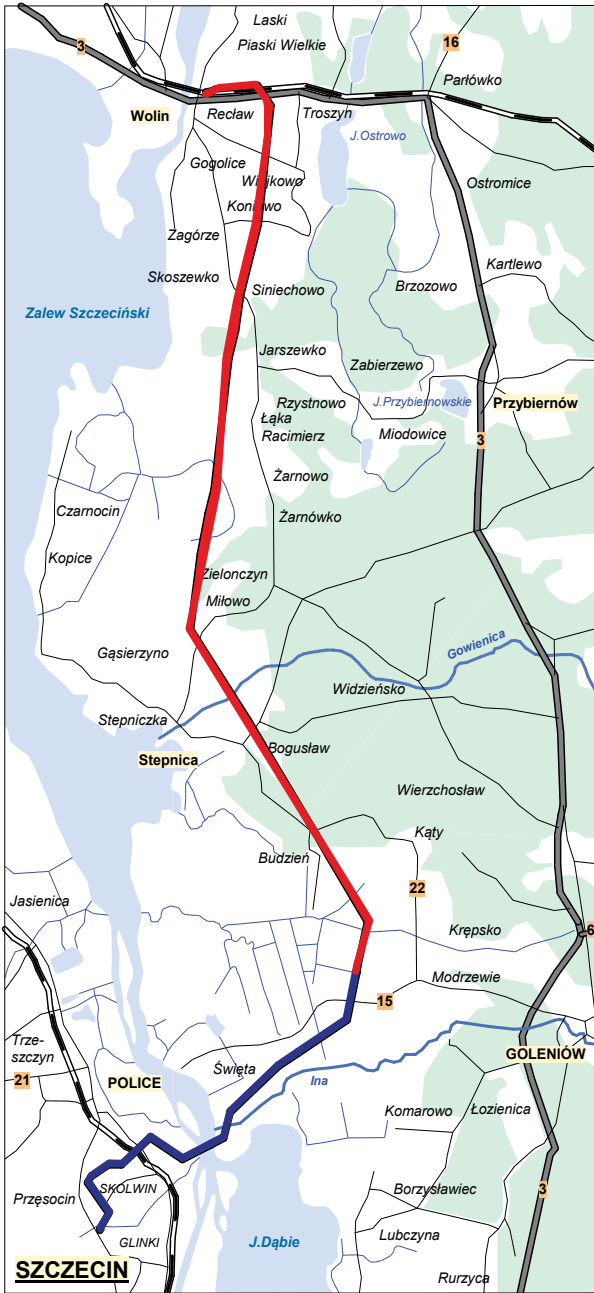 Laski
Piaski Wielkie
3
16
Parłówko
Wolin
Recław
Troszyn
J.Ostrowo
Gogolice
Wiejkowo
Ostromice
Koniewo
Zagórze
Skoszewko
Kartlewo
Siniechowo
Brzozowo
Zalew Szczeciński
Jarszewko
Zabierzewo
Rzystnowo
J.Przybiernowskie
Przybiernów
Łąka
Racimierz
Miodowice
3
Żarnowo
Czarnocin
Żarnówko
Kopice
Zielonczyn
Miłowo
Gąsierzyno
Gowienica
Widzieńsko
Stepniczka
Bogusław
Stepnica
Wierzchosław
Kąty
Budzień
22
Jasienica
Krępsko
6
Modrzewie
15
Trze-
szczyn
Święta
GOLENIÓW
21
POLICE
Ina
Komarowo
Łozienica
SKOLWIN
Przęsocin
Borzysławiec
3
GLINKI
J.Dąbie
Lubczyna
SZCZECIN
Rurzyca